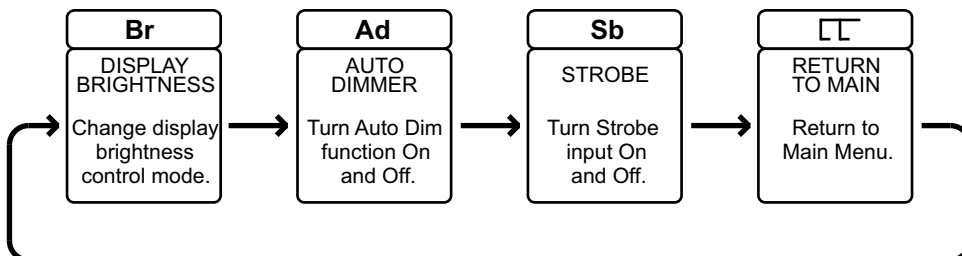 Br
DISPLAY
BRIGHTNESS
Change display
brightness
control mode.
Ad
AUTO
DIMMER
Turn Auto Dim
function On
and Off.
Sb
STROBE
Turn Strobe
input On
and Off.
RETURN
TO MAIN
Return to
Main Menu.